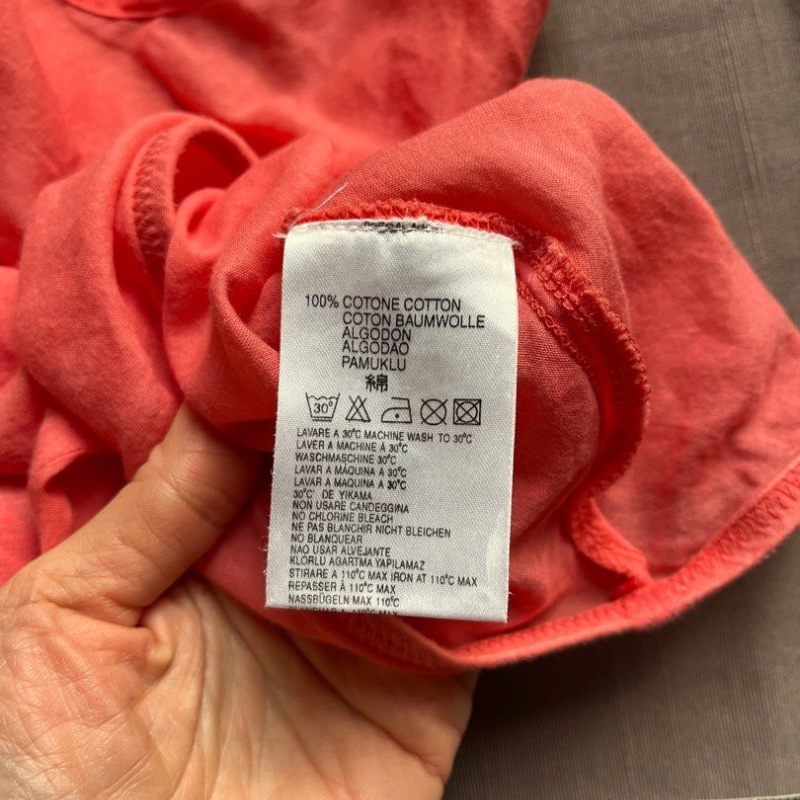 100% COTONE COTTON
COTON BAUMWOLLE
ALGODON
ALGODAO
PAMUKLU
綿
30°
LAVARE A 30°C MACHINE WASH TO 30°C
LAVER A MACHINE À 30°C
WASCHMASCHINE 30°C
LAVAR A MAQUINA A 30°C
LAVAR A MAQUINA A 30°C
30°C' DE YIKAMA
NON USARE CANDEGGINA
NO CHLORINE BLEACH
NE PAS BLANCHIR NICHT BLEICHEN
NO BLANQUEAR
NAO USAR ALVEJANTE
KLORLU AGARTMA YAPILAMAZ
STIRARE A 110°C MAX IRON AT 110°C MAX
REPASSER À 110°C MAX
NASSBÜGELN MAX 110°C